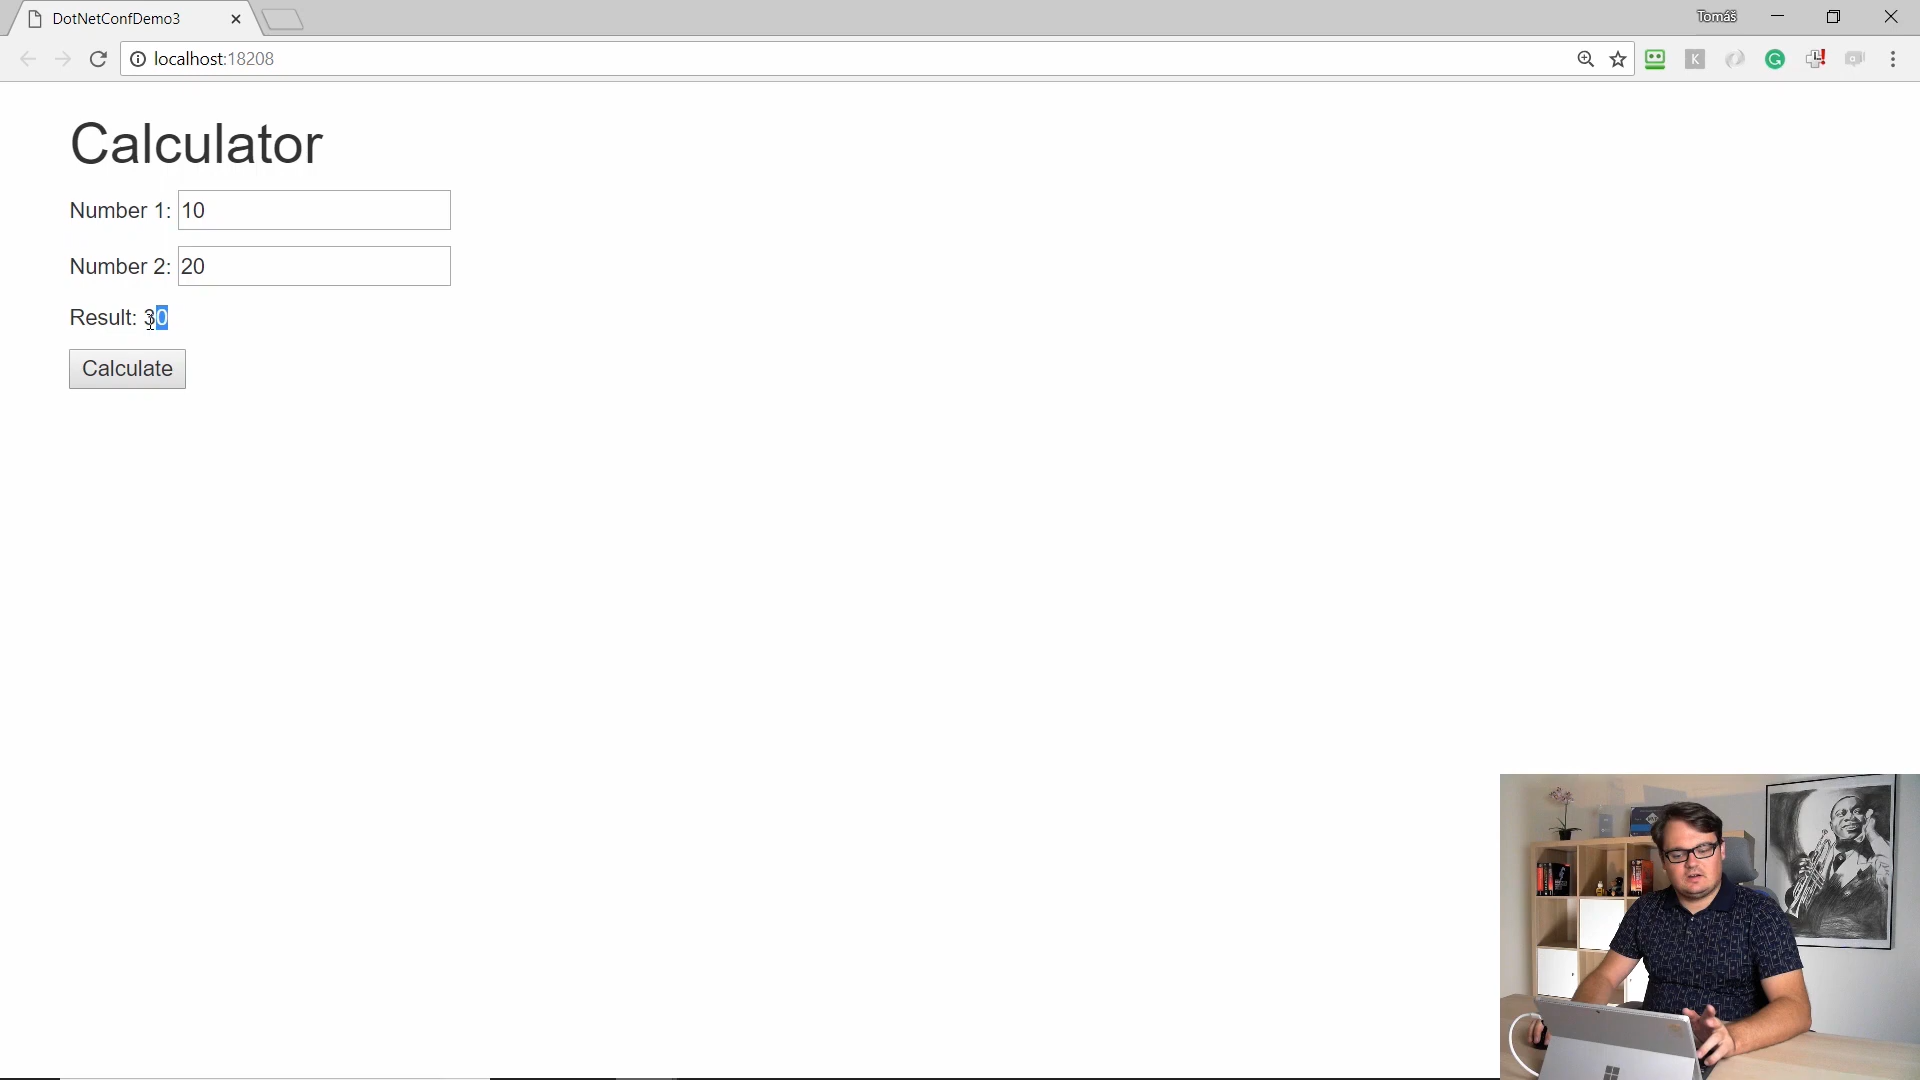 DotNetConfDemo3
Tomáš
localhost:18208
Calculator
Number 1: 10
Number 2: 20
Result: 30
Calculate